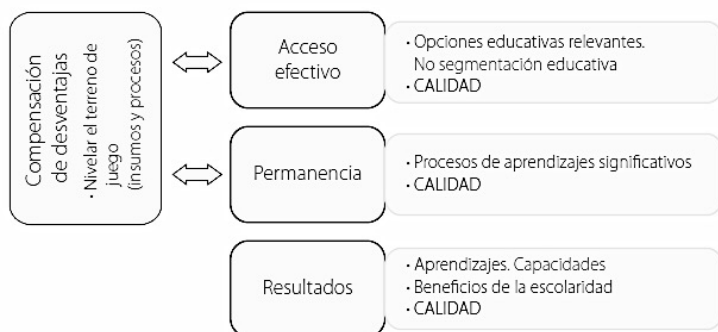 Compensación
de desventajas
• Nivelar el terreno de
juego
(insumos y procesos)
Acceso
efectivo
• Opciones educativas relevantes.
No segmentación educativa
• CALIDAD
Permanencia
• Procesos de aprendizajes significativos
• CALIDAD
Resultados
• Aprendizajes. Capacidades
• Beneficios de la escolaridad
• CALIDAD